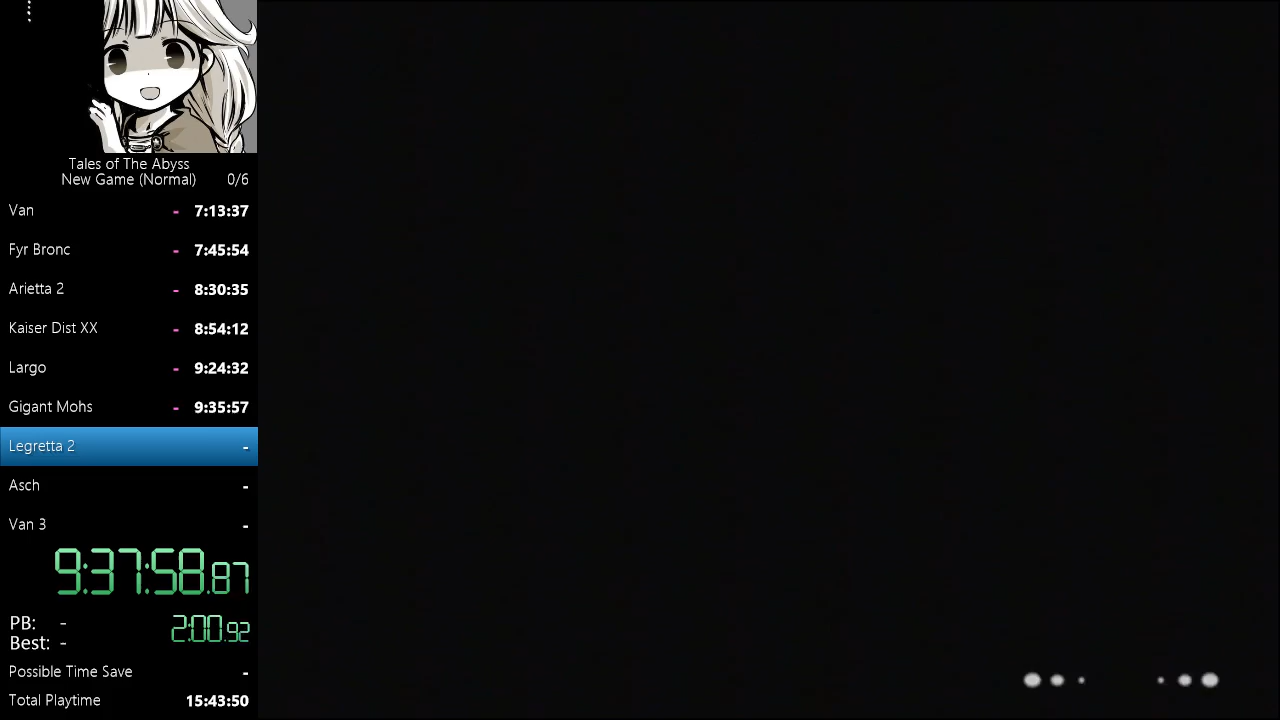 Tales of The Abyss
New Game (Normal) 0/6
Van - 7:13:37
Fyr Bronc - 7:45:54
Arietta 2 - 8:30:35
Kaiser Dist XX - 8:54:12
Largo - 9:24:32
Gigant Mohs - 9:35:57
Legretta 2 -
Asch -
Van 3 -
9:37:58.87
PB: - 2:00.92
Best: -
Possible Time Save -
Total Playtime 15:43:50